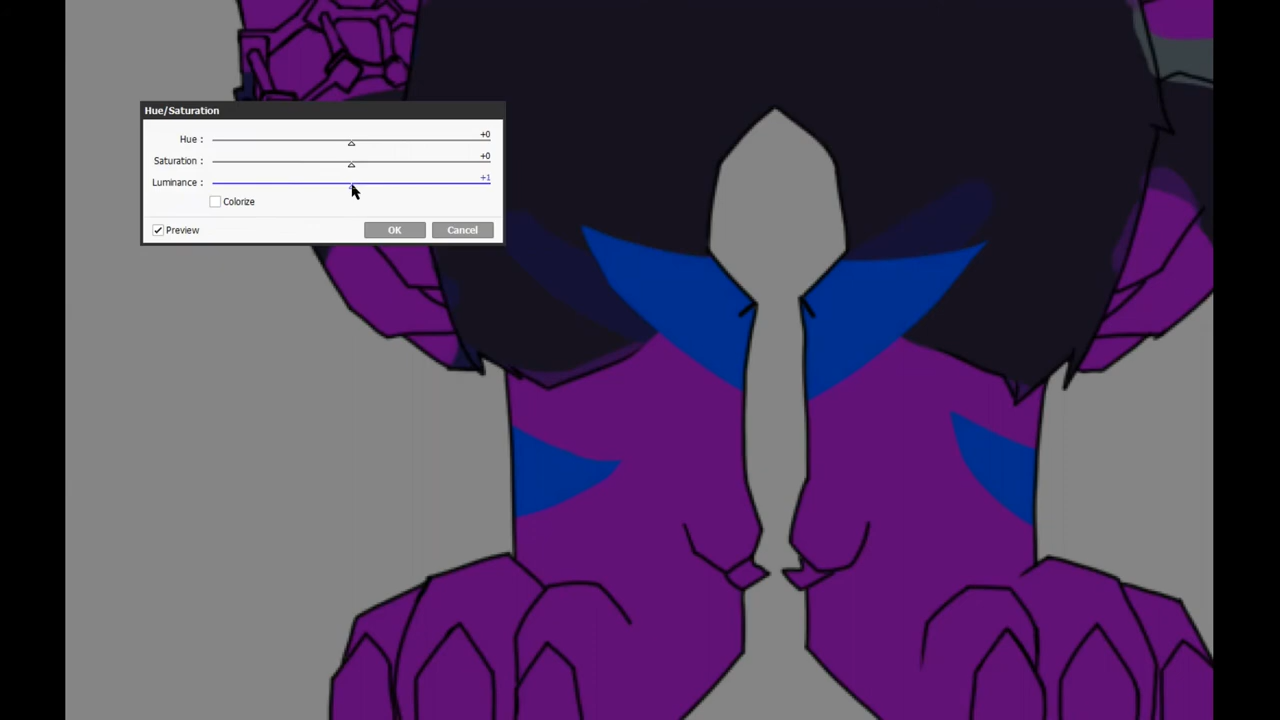 Hue/Saturation
Hue : +0
Saturation : +0
Luminance : +1
Colorize
Preview OK Cancel